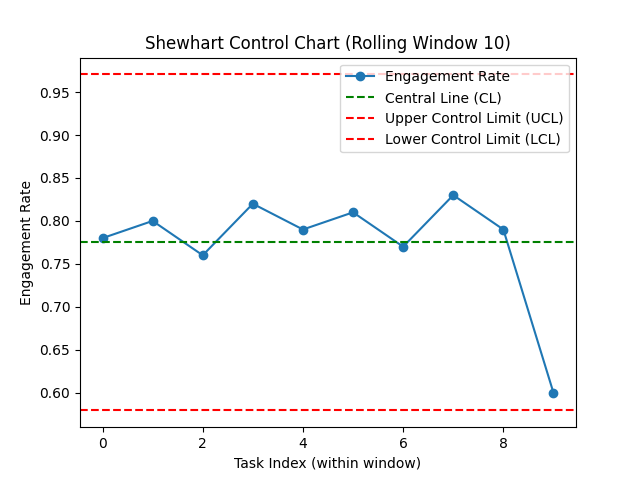 Shewhart Control Chart (Rolling Window 10)
Engagement Rate
Central Line (CL)
Upper Control Limit (UCL)
Lower Control Limit (LCL)
Engagement Rate
0.95
0.90
0.85
0.80
0.75
0.70
0.65
0.60
0 2 4 6 8
Task Index (within window)